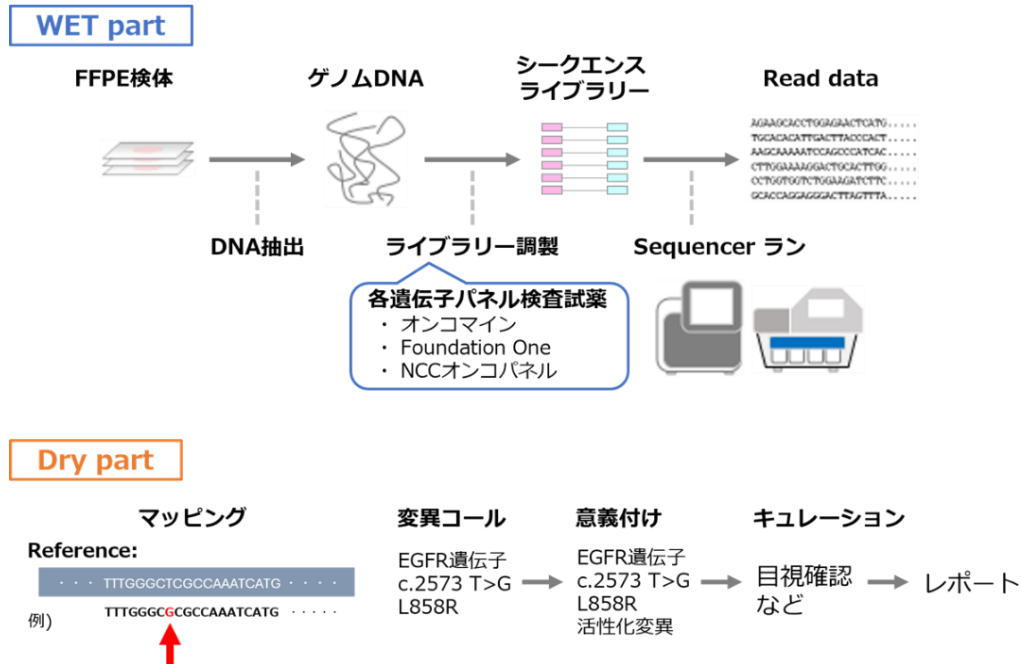 WET part
FFPE検体
ゲノムDNA
シークエンス
ライブラリー
Read data
AGAAGCACCTGGAGAACTCATG.....
TGCACACATTGACTTACCCACT.....
AAGCAAAAATCCAGCCCATCAC.....
CTTGGAAAAGGACTGCACTTGG.....
CCTGGTGGTCTGGAAGATCTTC.....
GCACCAGGAGGGACTTAGTTTA.....
DNA抽出
ライブラリー調製
Sequencer ラン
各遺伝子パネル検査試薬
・ オンコマイン
・ Foundation One
・ NCCオンコパネル
Dry part
マッピング
変異コール
意義付け
キュレーション
Reference:
・・・ TTTGGGCTCGCCAAATCATG ・・・・
例)
TTTGGGCGCGCCAAATCATG ・・・・・
EGFR遺伝子
c.2573 T>G
L858R
EGFR遺伝子
c.2573 T>G
L858R
活性化変異
目視確認
など
レポート